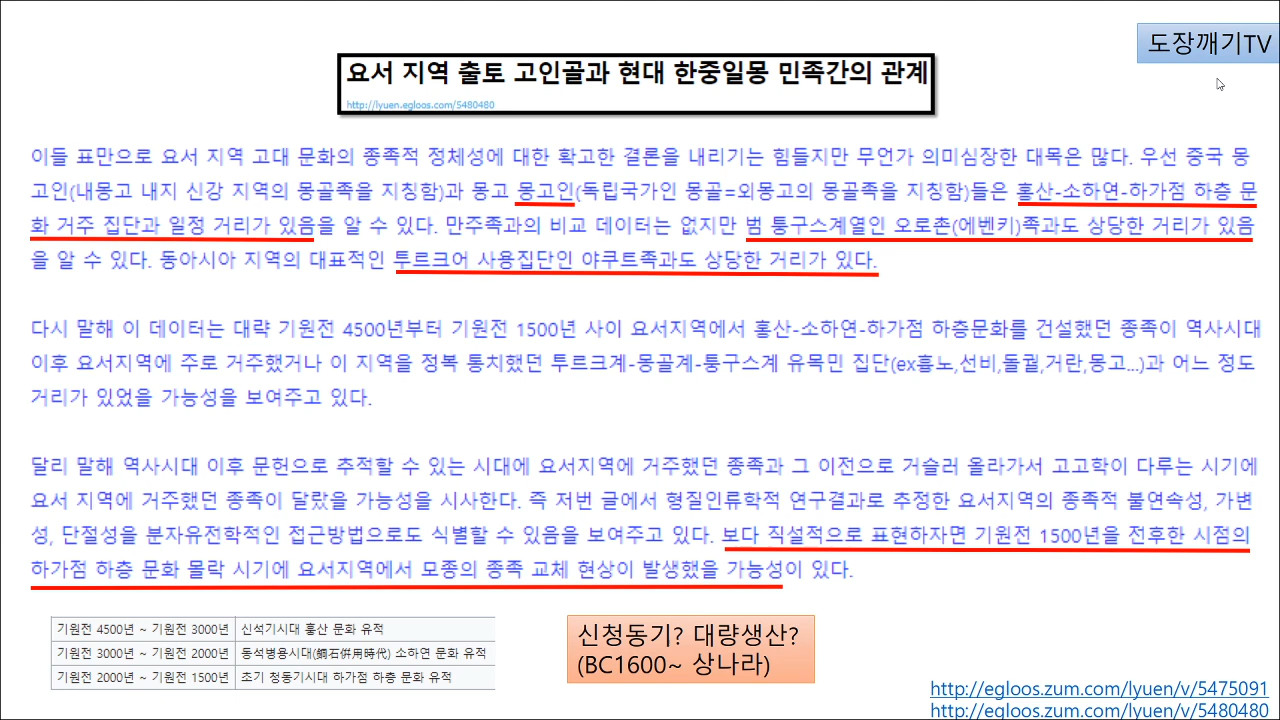 도장깨기TV
요서 지역 출토 고인골과 현대 한중일몽 민족간의 관계
http://lyuen.egloos.com/5480480
이들 표만으로 요서 지역 고대 문화의 종족적 정체성에 대한 확고한 결론을 내리기는 힘들지만 무언가 의미심장한 대목은 많다. 우선 중국 몽
고인(내몽고 내지 신강 지역의 몽골족을 지칭함)과 몽고 몽고인(독립국가인 몽골=외몽고의 몽골족을 지칭함)들은 홍산-소하연-하가점 하층 문
화 거주 집단과 일정 거리가 있음을 알 수 있다. 만주족과의 비교 데이터는 없지만 범 퉁구스계열인 오로촌(에벤키)족과도 상당한 거리가 있음
을 알 수 있다. 동아시아 지역의 대표적인 투르크어 사용집단인 야쿠트족과도 상당한 거리가 있다.
다시 말해 이 데이터는 대략 기원전 4500년부터 기원전 1500년 사이 요서지역에서 홍산-소하연-하가점 하층문화를 건설했던 종족이 역사시대
이후 요서지역에 주로 거주했거나 이 지역을 정복 통치했던 투르크계-몽골계-퉁구스계 유목민 집단(ex흉노,선비,돌궐,거란,몽고...)과 어느 정도
거리가 있었을 가능성을 보여주고 있다.
달리 말해 역사시대 이후 문헌으로 추적할 수 있는 시대에 요서지역에 거주했던 종족과 그 이전으로 거슬러 올라가서 고고학이 다루는 시기에
요서 지역에 거주했던 종족이 달랐을 가능성을 시사한다. 즉 저번 글에서 형질인류학적 연구결과로 추정한 요서지역의 종족적 불연속성, 가변
성, 단절성을 분자유전학적인 접근방법으로도 식별할 수 있음을 보여주고 있다. 보다 직설적으로 표현하자면 기원전 1500년을 전후한 시점의
하가점 하층 문화 몰락 시기에 요서지역에서 모종의 종족 교체 현상이 발생했을 가능성이 있다.
기원전 4500년 ~ 기원전 3000년 신석기시대 홍산 문화 유적
기원전 3000년 ~ 기원전 2000년 동석병용시대(銅石倂用時代) 소하연 문화 유적
기원전 2000년 ~ 기원전 1500년 초기 청동기시대 하가점 하층 문화 유적
신청동기? 대량생산?
(BC1600~ 상나라)
http://egloos.zum.com/lyuen/v/5475091
http://egloos.zum.com/lyuen/v/5480480